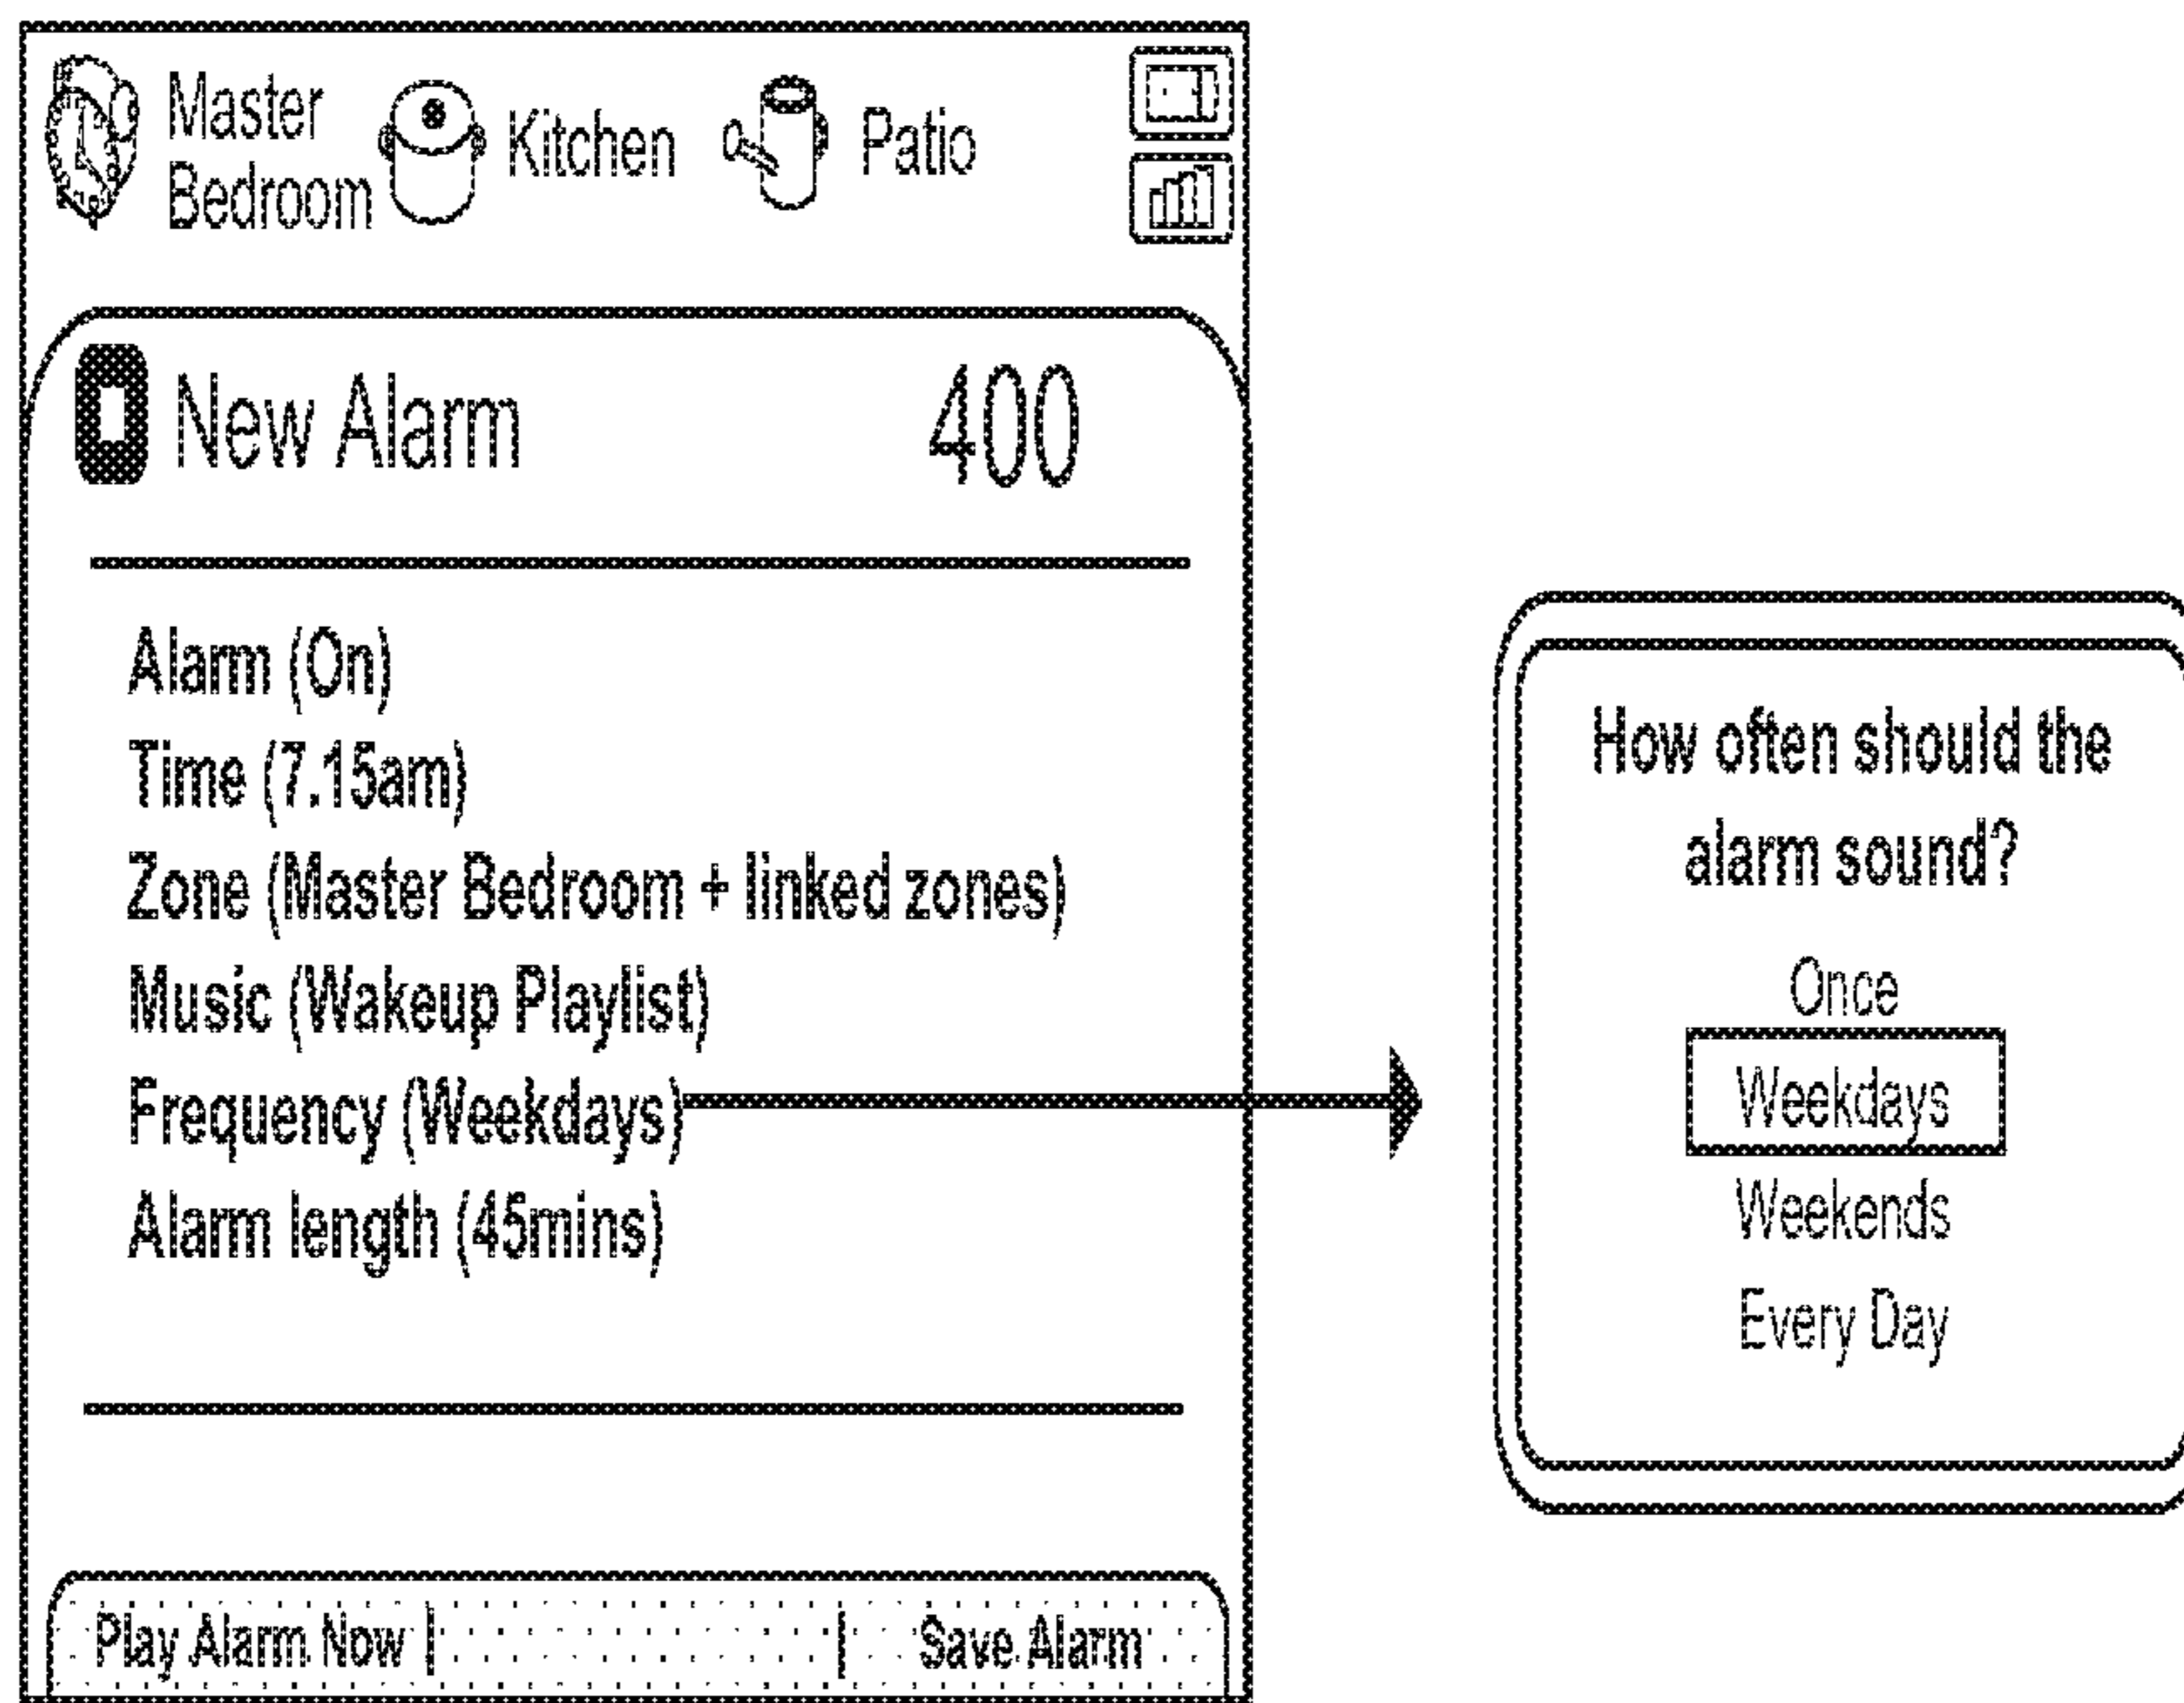 Master
Bedroom
Kitchen
Patio
New Alarm
400
Alarm (On)
Time (7.15am)
Zone (Master Bedroom + linked zones)
Music (Wakeup Playlist)
Frequency (Weekdays)
Alarm length (45mins)
Play Alarm Now
Save Alarm
How often should the
alarm sound?
Once
Weekdays
Weekends
Every Day